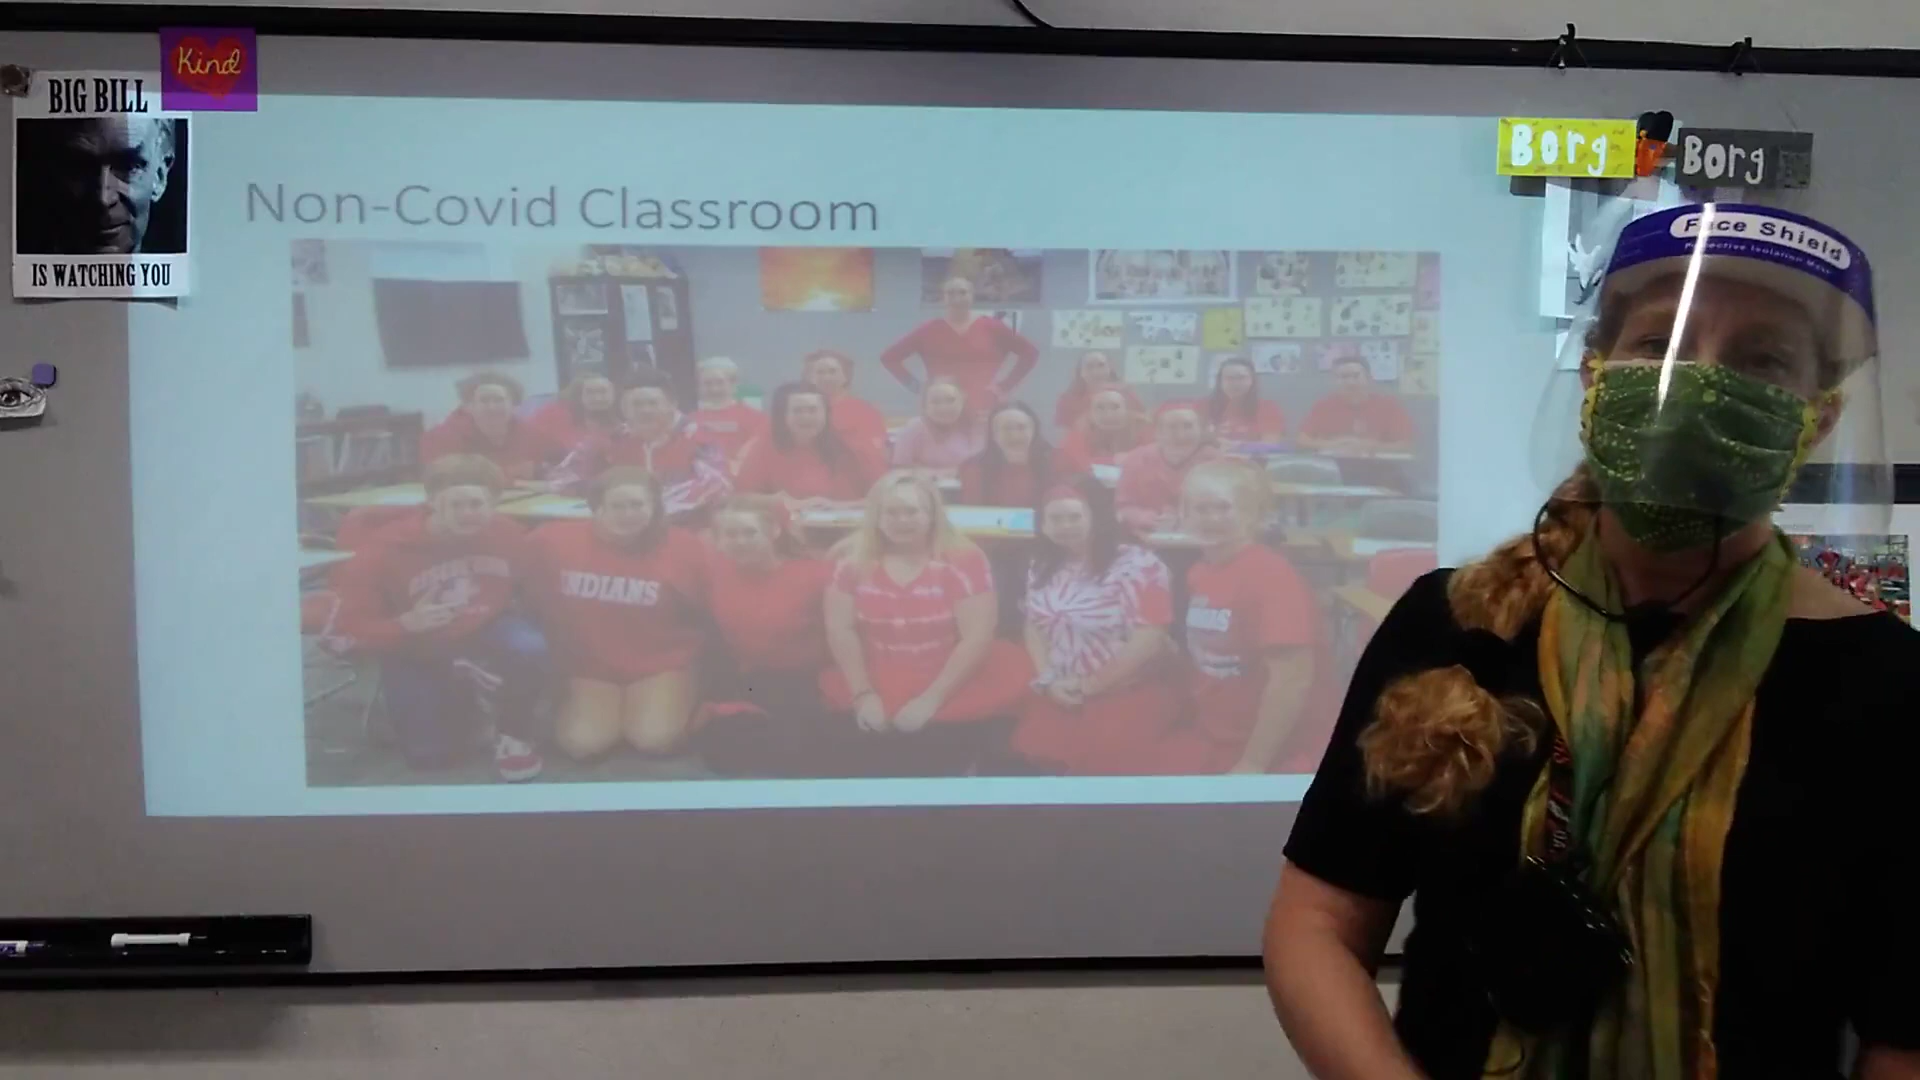 Kind
BIG BILL
IS WATCHING YOU
Non-Covid Classroom
Borg
Borg
Face Shield
INDIANS